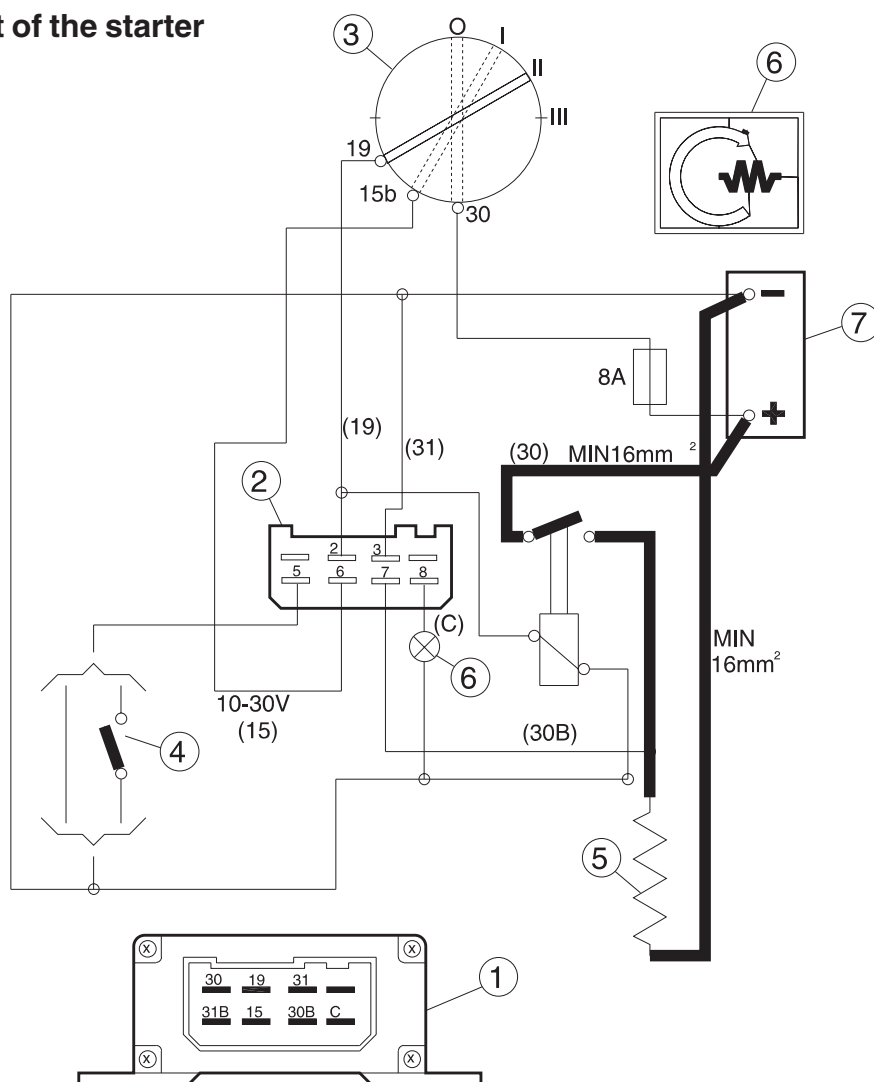 t of the starter
3
O
I
II
III
6
19
15b
30
7
8A
(19)
(31)
(30) MIN16mm 2
2
2 3
5 6 7 8
(C)
6
MIN
16mm2
10-30V
(15)
(30B)
4
5
1
x x
30 19 31
31B 15 30B C
x x